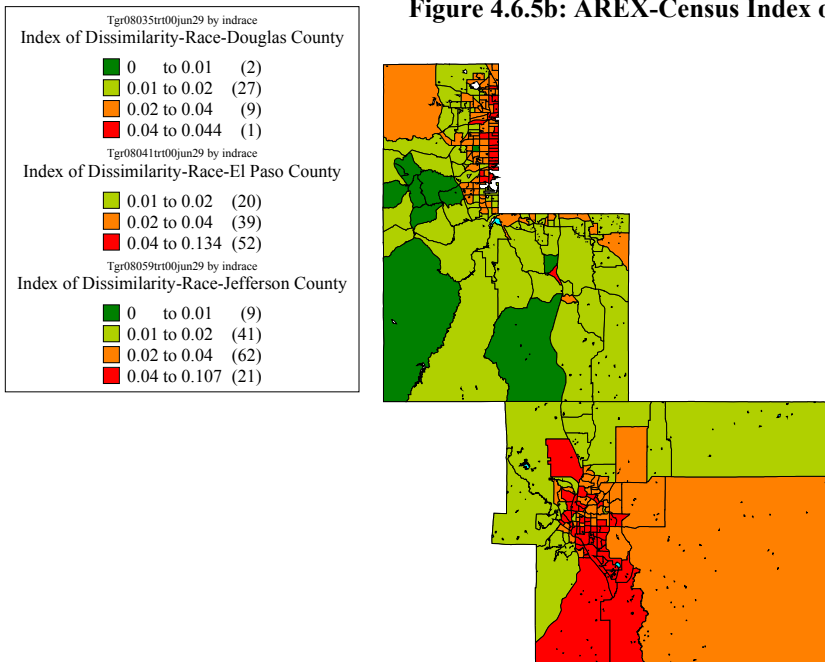 Figure 4.6.5b: AREX-Census Index o
Tgr08035trt00jun29 by indrace
Index of Dissimilarity-Race-Douglas County
0 to 0.01 (2)
0.01 to 0.02 (27)
0.02 to 0.04 (9)
0.04 to 0.044 (1)
Tgr08041trt00jun29 by indrace
Index of Dissimilarity-Race-El Paso County
0.01 to 0.02 (20)
0.02 to 0.04 (39)
0.04 to 0.134 (52)
Tgr08059trt00jun29 by indrace
Index of Dissimilarity-Race-Jefferson County
0 to 0.01 (9)
0.01 to 0.02 (41)
0.02 to 0.04 (62)
0.04 to 0.107 (21)